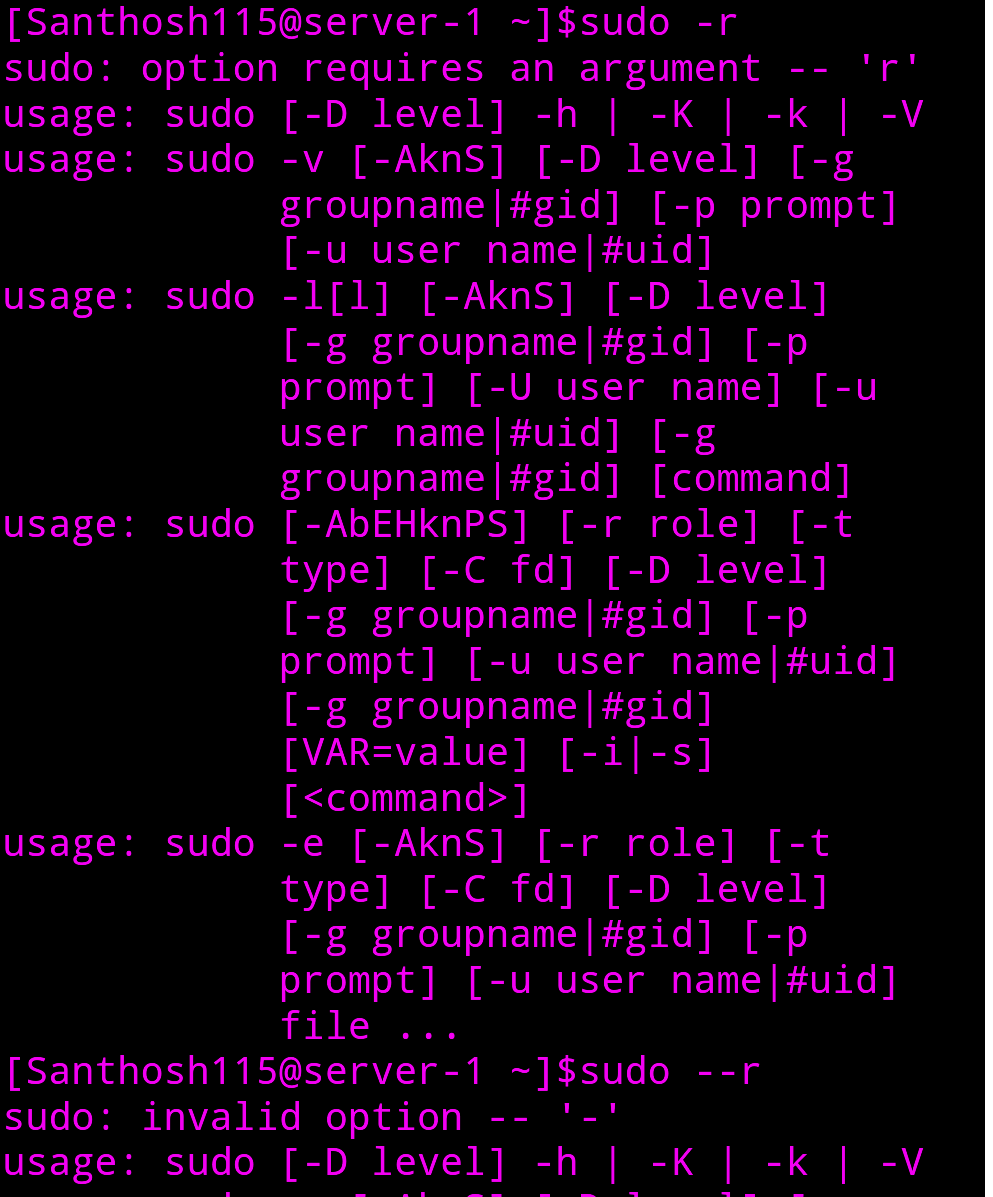 [Santhosh115@server-1 ~]$sudo -r
sudo: option requires an argument -- 'r'
usage: sudo [-D level] -h | -K | -k | -V
usage: sudo -v [-AknS] [-D level] [-g
groupname|#gid] [-p prompt]
[-u user name|#uid]
usage: sudo -l[l] [-AknS] [-D level]
[-g groupname|#gid] [-p
prompt] [-U user name] [-u
user name|#uid] [-g
groupname|#gid] [command]
usage: sudo [-AbEHknPS] [-r role] [-t
type] [-C fd] [-D level]
[-g groupname|#gid] [-p
prompt] [-u user name|#uid]
[-g groupname|#gid]
[VAR=value] [-i|-s]
[<command>]
usage: sudo -e [-AknS] [-r role] [-t
type] [-C fd] [-D level]
[-g groupname|#gid] [-p
prompt] [-u user name|#uid]
file ...
[Santhosh115@server-1 ~]$sudo --r
sudo: invalid option -- '-'
usage: sudo [-D level] -h | -K | -k | -V